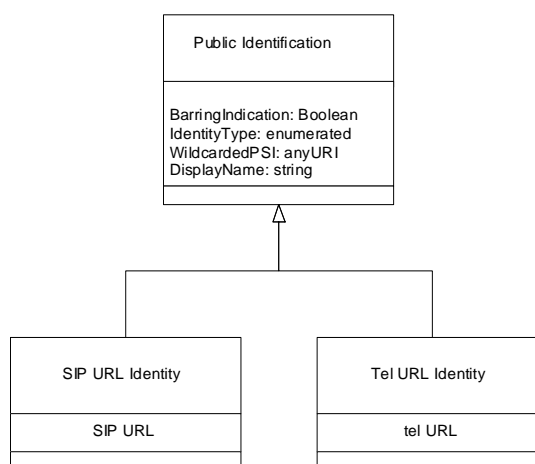 Public Identification
BarringIndication: Boolean
IdentityType: enumerated
WildcardedPSI: anyURI
DisplayName: string
SIP URL Identity
SIP URL
Tel URL Identity
tel URL